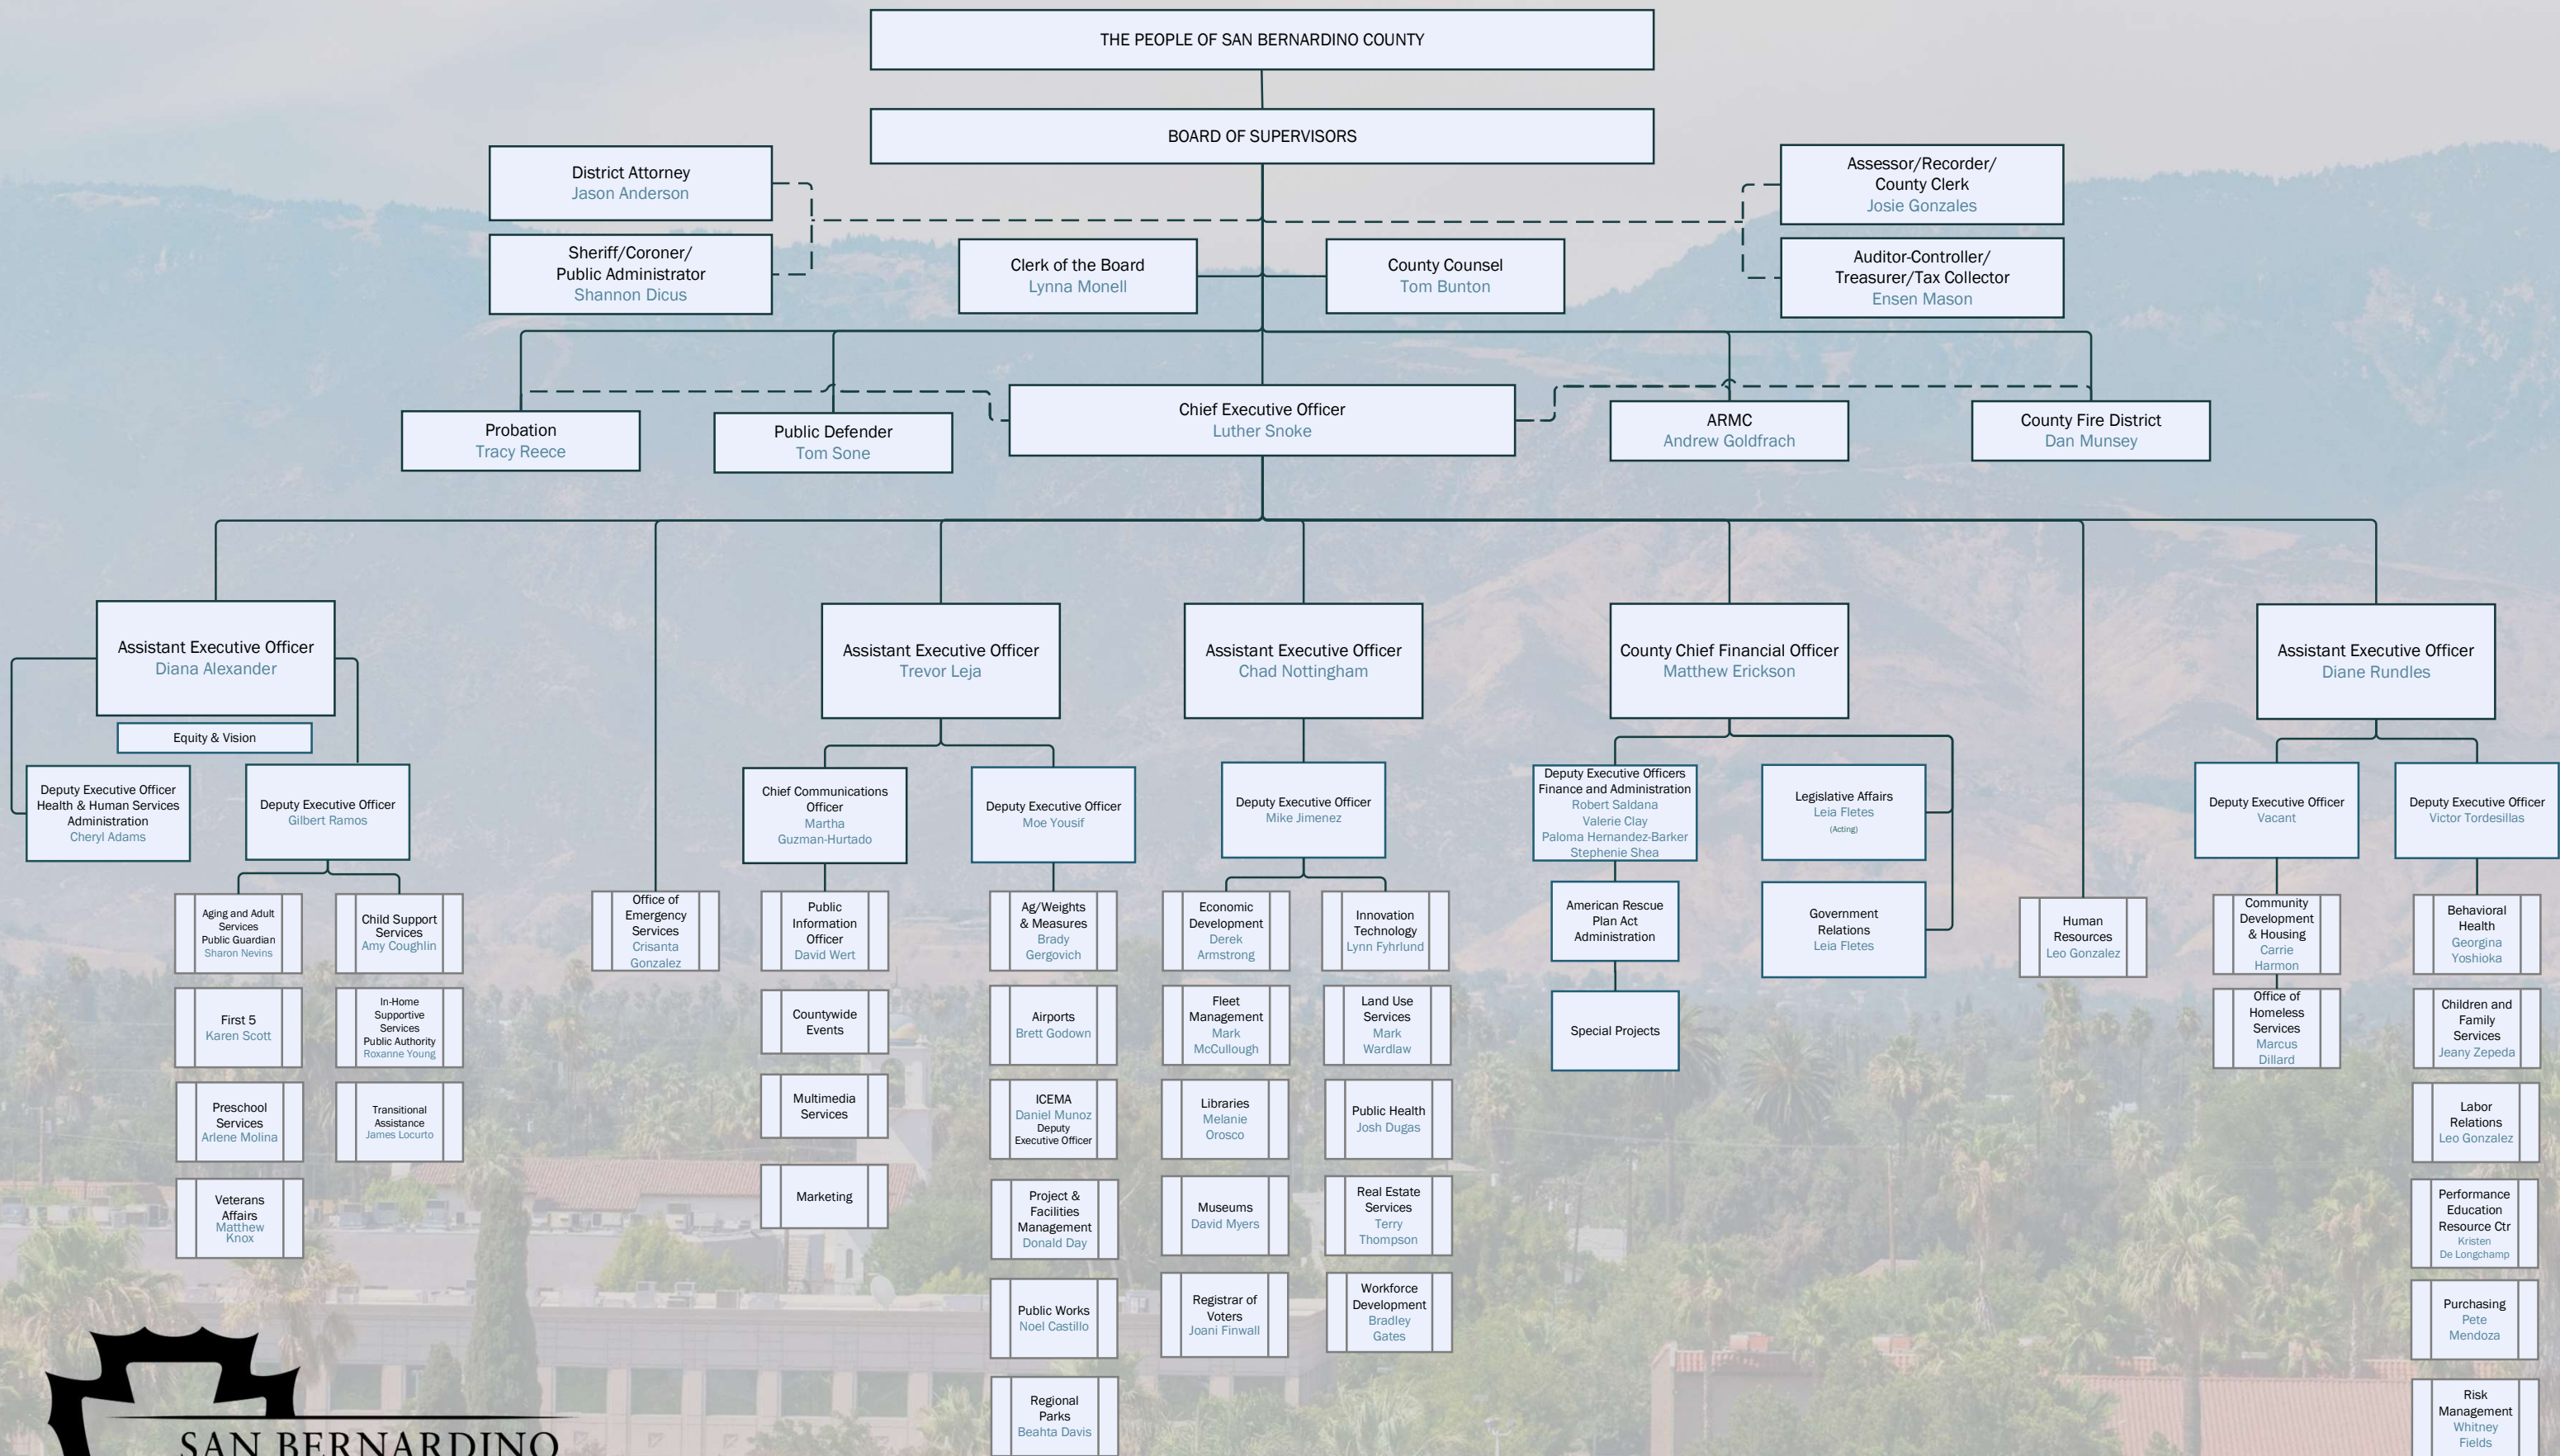 THE PEOPLE OF SAN BERNARDINO COUNTY
BOARD OF SUPERVISORS
District Attorney
Jason Anderson
Sheriff/Coroner/
Public Administrator
Shannon Dicus
Assessor/Recorder/
County Clerk
Josie Gonzales
Auditor-Controller/
Treasurer/Tax Collector
Ensen Mason
Clerk of the Board
Lynna Monell
County Counsel
Tom Bunton
Probation
Tracy Reece
Public Defender
Tom Sone
Chief Executive Officer
Luther Snoke
ARMC
Andrew Goldfrach
County Fire District
Dan Munsey
Assistant Executive Officer
Diana Alexander
Equity & Vision
Deputy Executive Officer
Health & Human Services
Administration
Cheryl Adams
Deputy Executive Officer
Gilbert Ramos
Aging and Adult
Services
Public Guardian
Sharon Nevins
First 5
Karen Scott
Preschool
Services
Arlene Molina
Veterans
Affairs
Matthew
Knox
Child Support
Services
Amy Coughlin
In-Home
Supportive
Services
Public Authority
Roxanne Young
Transitional
Assistance
James Locurto
Office of
Emergency
Services
Crisanta
Gonzalez
Assistant Executive Officer
Trevor Leja
Chief Communications
Officer
Martha
Guzman-Hurtado
Public
Information
Officer
David Wert
Countywide
Events
Multimedia
Services
Marketing
Deputy Executive Officer
Moe Yousif
Ag/Weights
& Measures
Brady
Gergovich
Airports
Brett Godown
ICEMA
Daniel Munoz
Deputy
Executive Officer
Project &
Facilities
Management
Donald Day
Public Works
Noel Castillo
Regional
Parks
Beahta Davis
Assistant Executive Officer
Chad Nottingham
Deputy Executive Officer
Mike Jimenez
Economic
Development
Derek
Armstrong
Fleet
Management
Mark
McCullough
Libraries
Melanie
Orosco
Museums
David Myers
Registrar of
Voters
Joani Finwall
Innovation
Technology
Lynn Fyhrlund
Land Use
Services
Mark
Wardlaw
Public Health
Josh Dugas
Real Estate
Services
Terry
Thompson
Workforce
Development
Bradley
Gates
County Chief Financial Officer
Matthew Erickson
Deputy Executive Officers
Finance and Administration
Robert Saldana
Valerie Clay
Paloma Hernandez-Barker
Stephenie Shea
American Rescue
Plan Act
Administration
Special Projects
Legislative Affairs
Leia Fletes
(Acting)
Government
Relations
Leia Fletes
Human
Resources
Leo Gonzalez
Assistant Executive Officer
Diane Rundles
Deputy Executive Officer
Vacant
Community
Development
& Housing
Carrie
Harmon
Office of
Homeless
Services
Marcus
Dillard
Deputy Executive Officer
Victor Tordesillas
Behavioral
Health
Georgina
Yoshioka
Children and
Family
Services
Jeany Zepeda
Labor
Relations
Leo Gonzalez
Performance
Education
Resource Ctr
Kristen
De Longchamp
Purchasing
Pete
Mendoza
Risk
Management
Whitney
Fields
SAN BERNARDINO